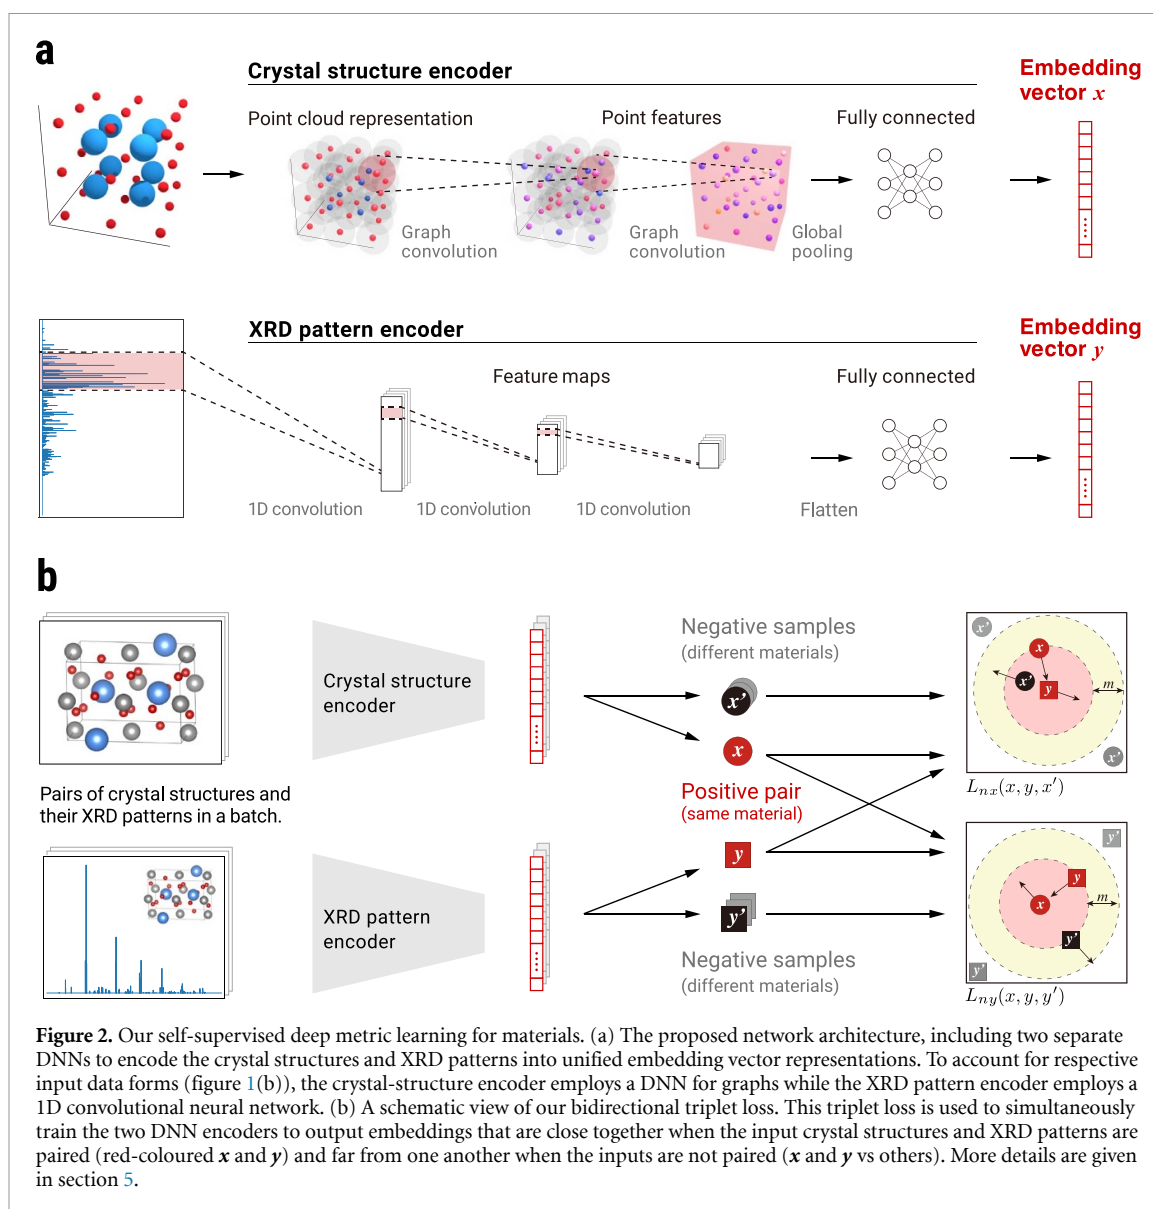 a
Crystal structure encoder
Embedding
vector x
Point cloud representation
Point features
Fully connected
Graph
convolution
Graph
convolution
Global
pooling
XRD pattern encoder
Embedding
vector y
Feature maps
Fully connected
1D convolution
1D convolution
1D convolution
Flatten
b
Negative samples
(different materials)
Crystal structure
encoder
x'
x
Positive pair
(same material)
Pairs of crystal structures and
their XRD patterns in a batch.
x'
x
x'
y
m
x'
L_{nx}(x, y, x′)
XRD pattern
encoder
y
y'
Negative samples
(different materials)
y'
y
x
m
y'
y'
L_{ny}(x, y, y′)
Figure 2. Our self-supervised deep metric learning for materials. (a) The proposed network architecture, including two separate
DNNs to encode the crystal structures and XRD patterns into unified embedding vector representations. To account for respective
input data forms (figure 1(b)), the crystal-structure encoder employs a DNN for graphs while the XRD pattern encoder employs a
1D convolutional neural network. (b) A schematic view of our bidirectional triplet loss. This triplet loss is used to simultaneously
train the two DNN encoders to output embeddings that are close together when the input crystal structures and XRD patterns are
paired (red-coloured x and y) and far from one another when the inputs are not paired (x and y vs others). More details are given
in section 5.